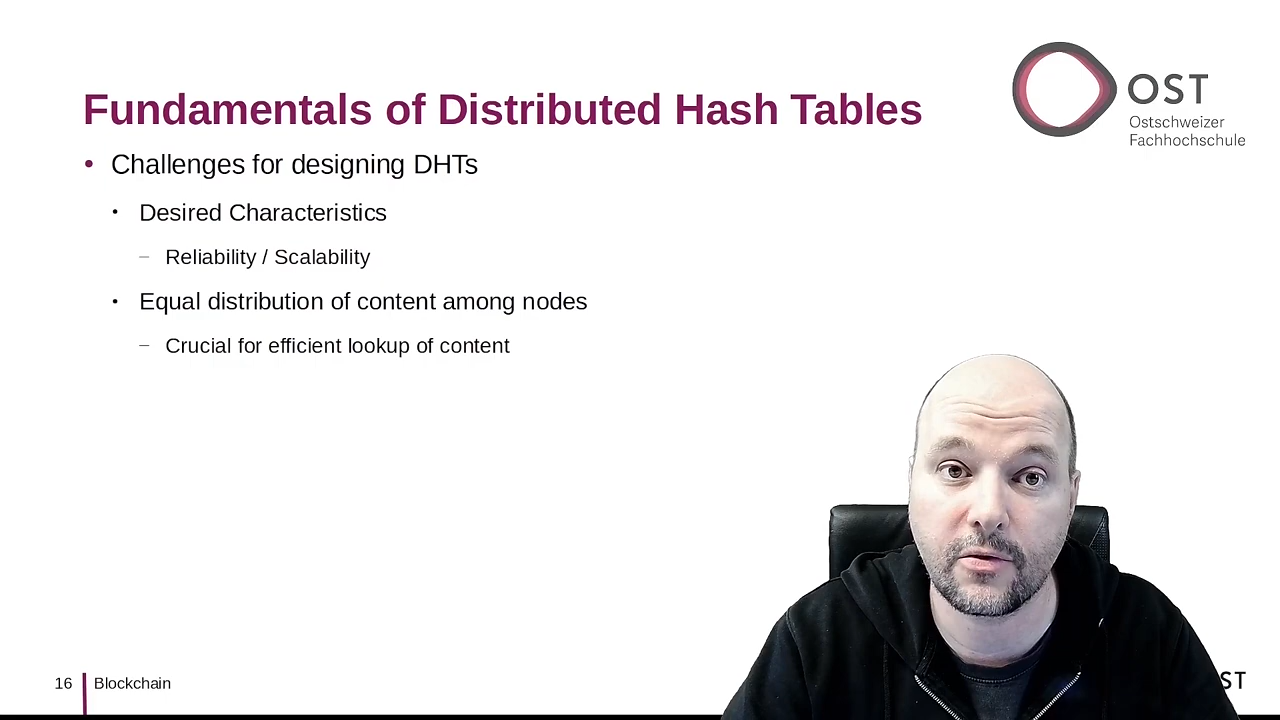 OST
Ostschweizer
Fachhochschule
Fundamentals of Distributed Hash Tables
• Challenges for designing DHTs
• Desired Characteristics
– Reliability / Scalability
• Equal distribution of content among nodes
– Crucial for efficient lookup of content
16 Blockchain
ST